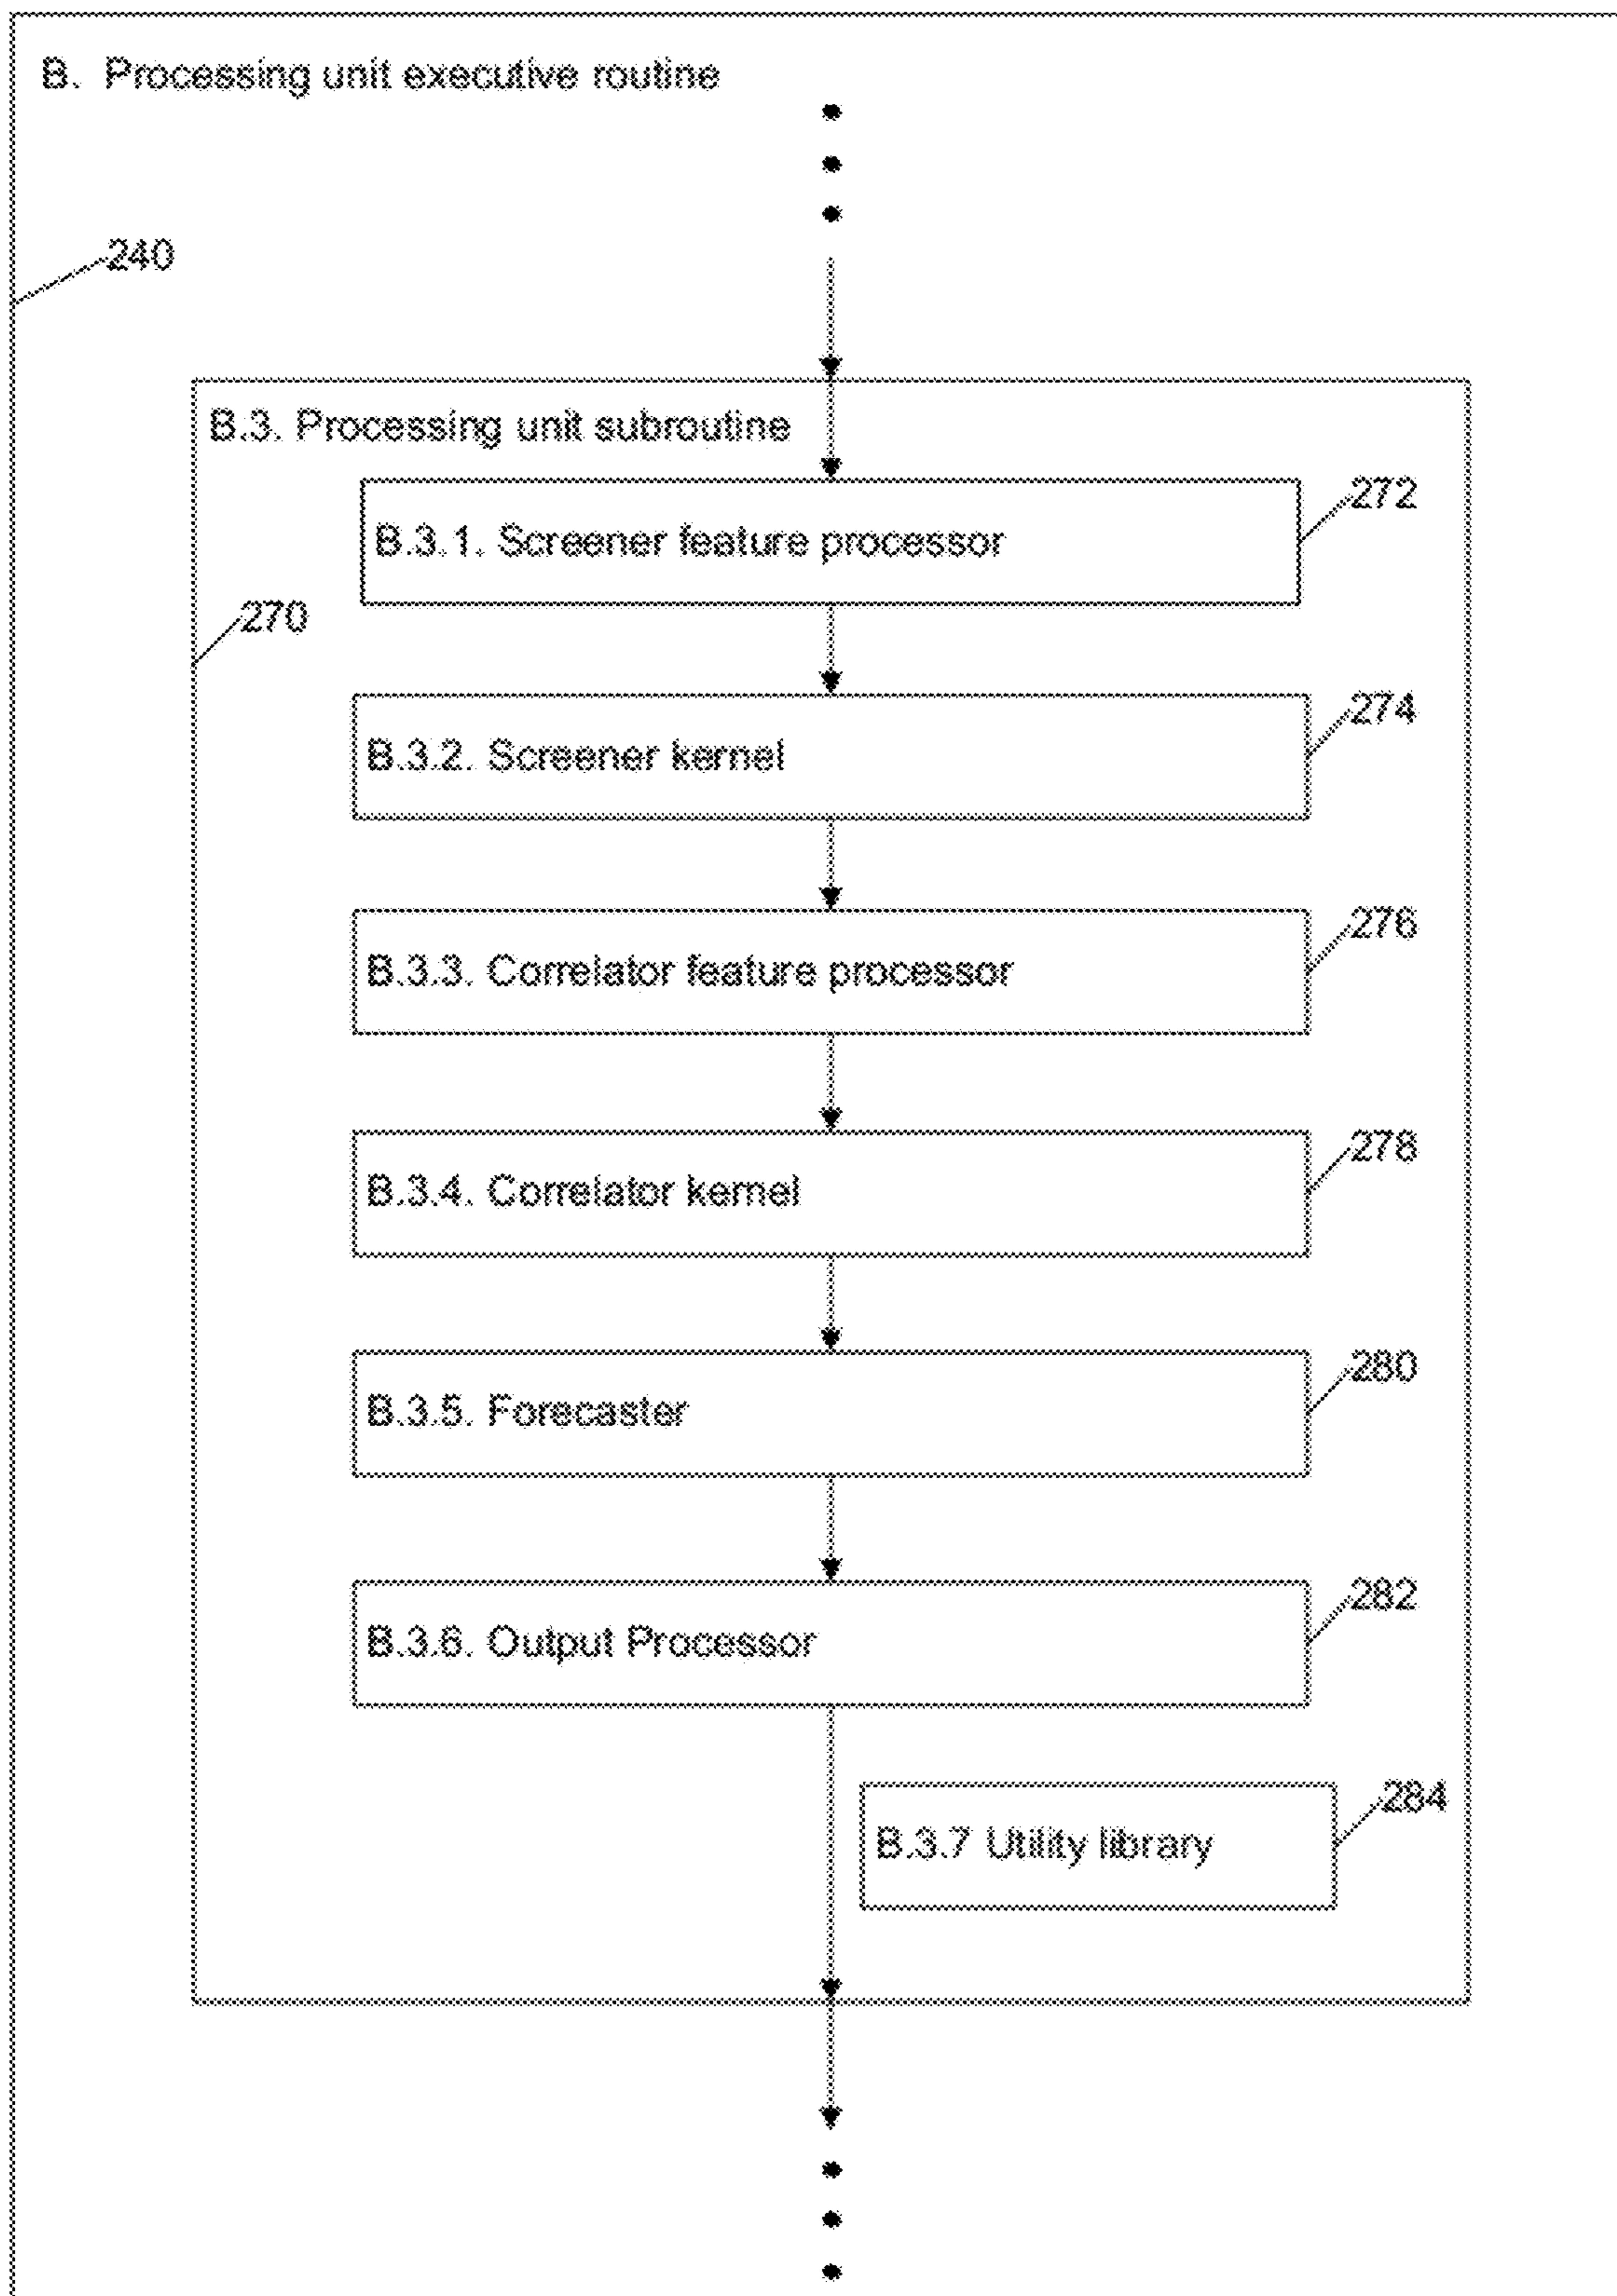 B. Processing unit executive routine
240
B.3. Processing unit subroutine
272
B.3.1. Screener feature processor
270
274
B.3.2. Screener kernel
276
B.3.3. Correlator feature processor
278
B.3.4. Correlator kernel
280
B.3.5. Forecaster
282
B.3.6. Output Processor
284
B.3.7 Utility library